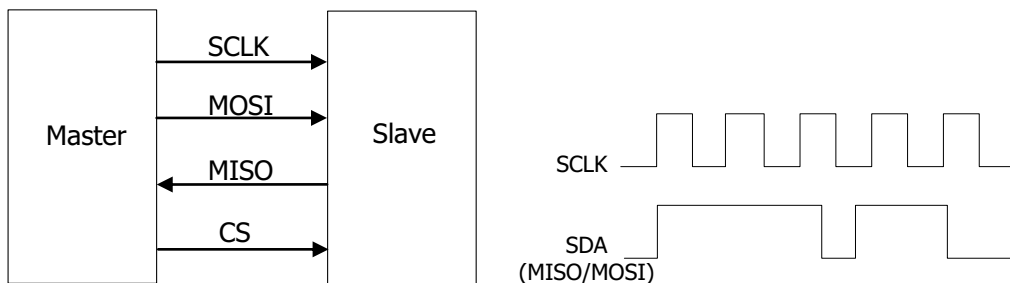 SCLK
MOSI
Master
Slave
MISO
CS
SCLK
SDA
(MISO/MOSI)